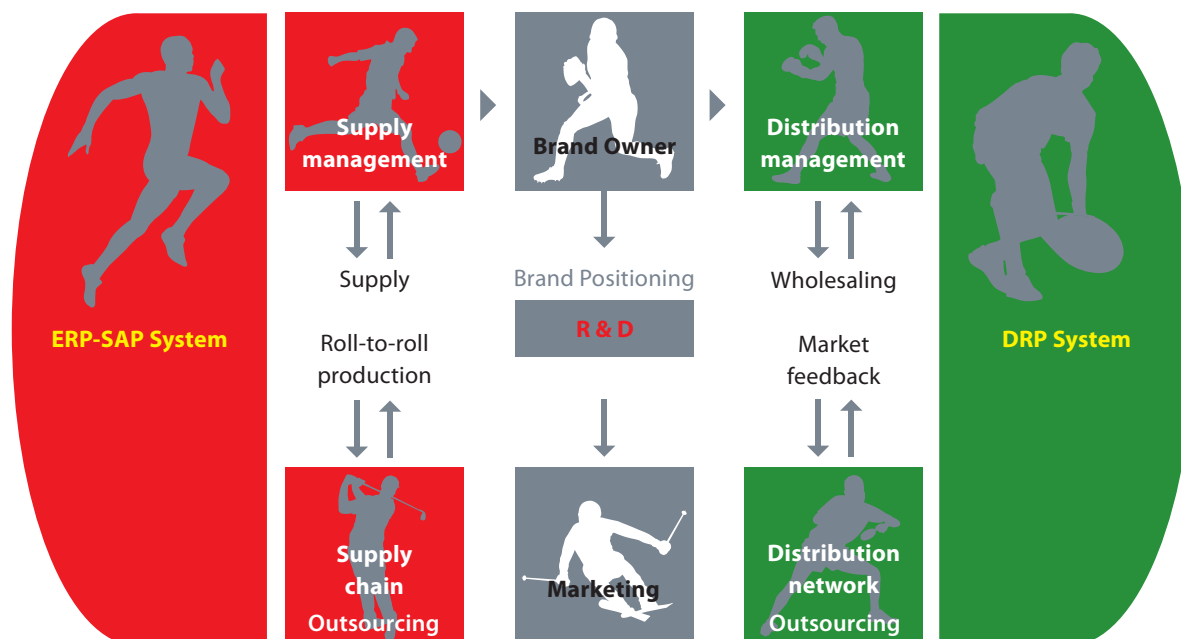 Supply
management
Brand Owner
Distribution
management
Supply
Brand Positioning
Wholesaling
ERP-SAP System
Roll-to-roll
production
R & D
Market
feedback
DRP System
Supply
chain
Outsourcing
Marketing
Distribution
network
Outsourcing